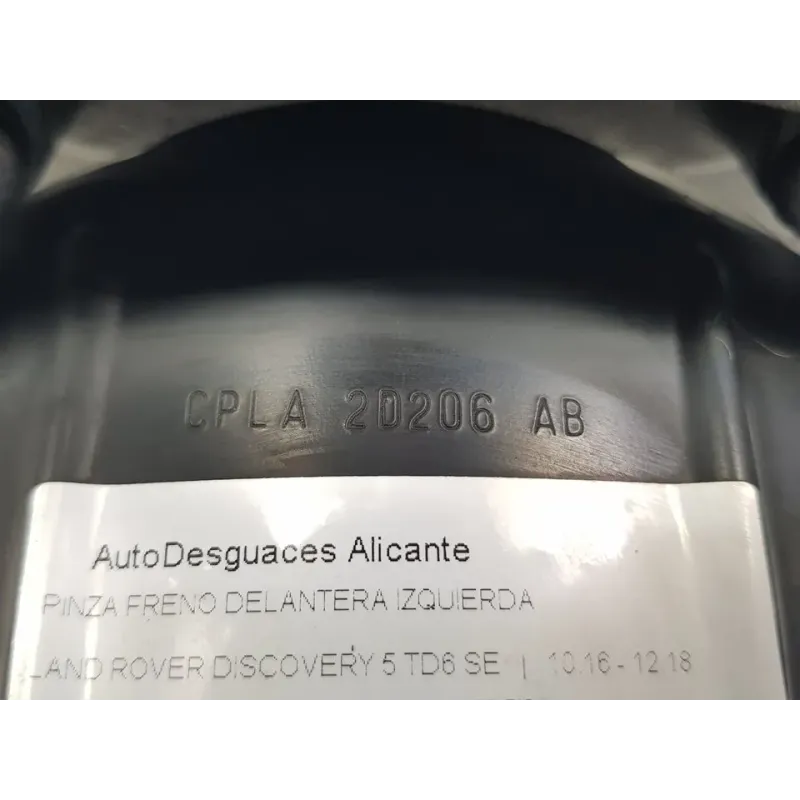 CPLA 2D206 AB
AutoDesguaces Alicante
PINZA FRENO DELANTERA IZQUIERDA
LAND ROVER DISCOVERY 5 TD6 SE | 10.16 - 12.18